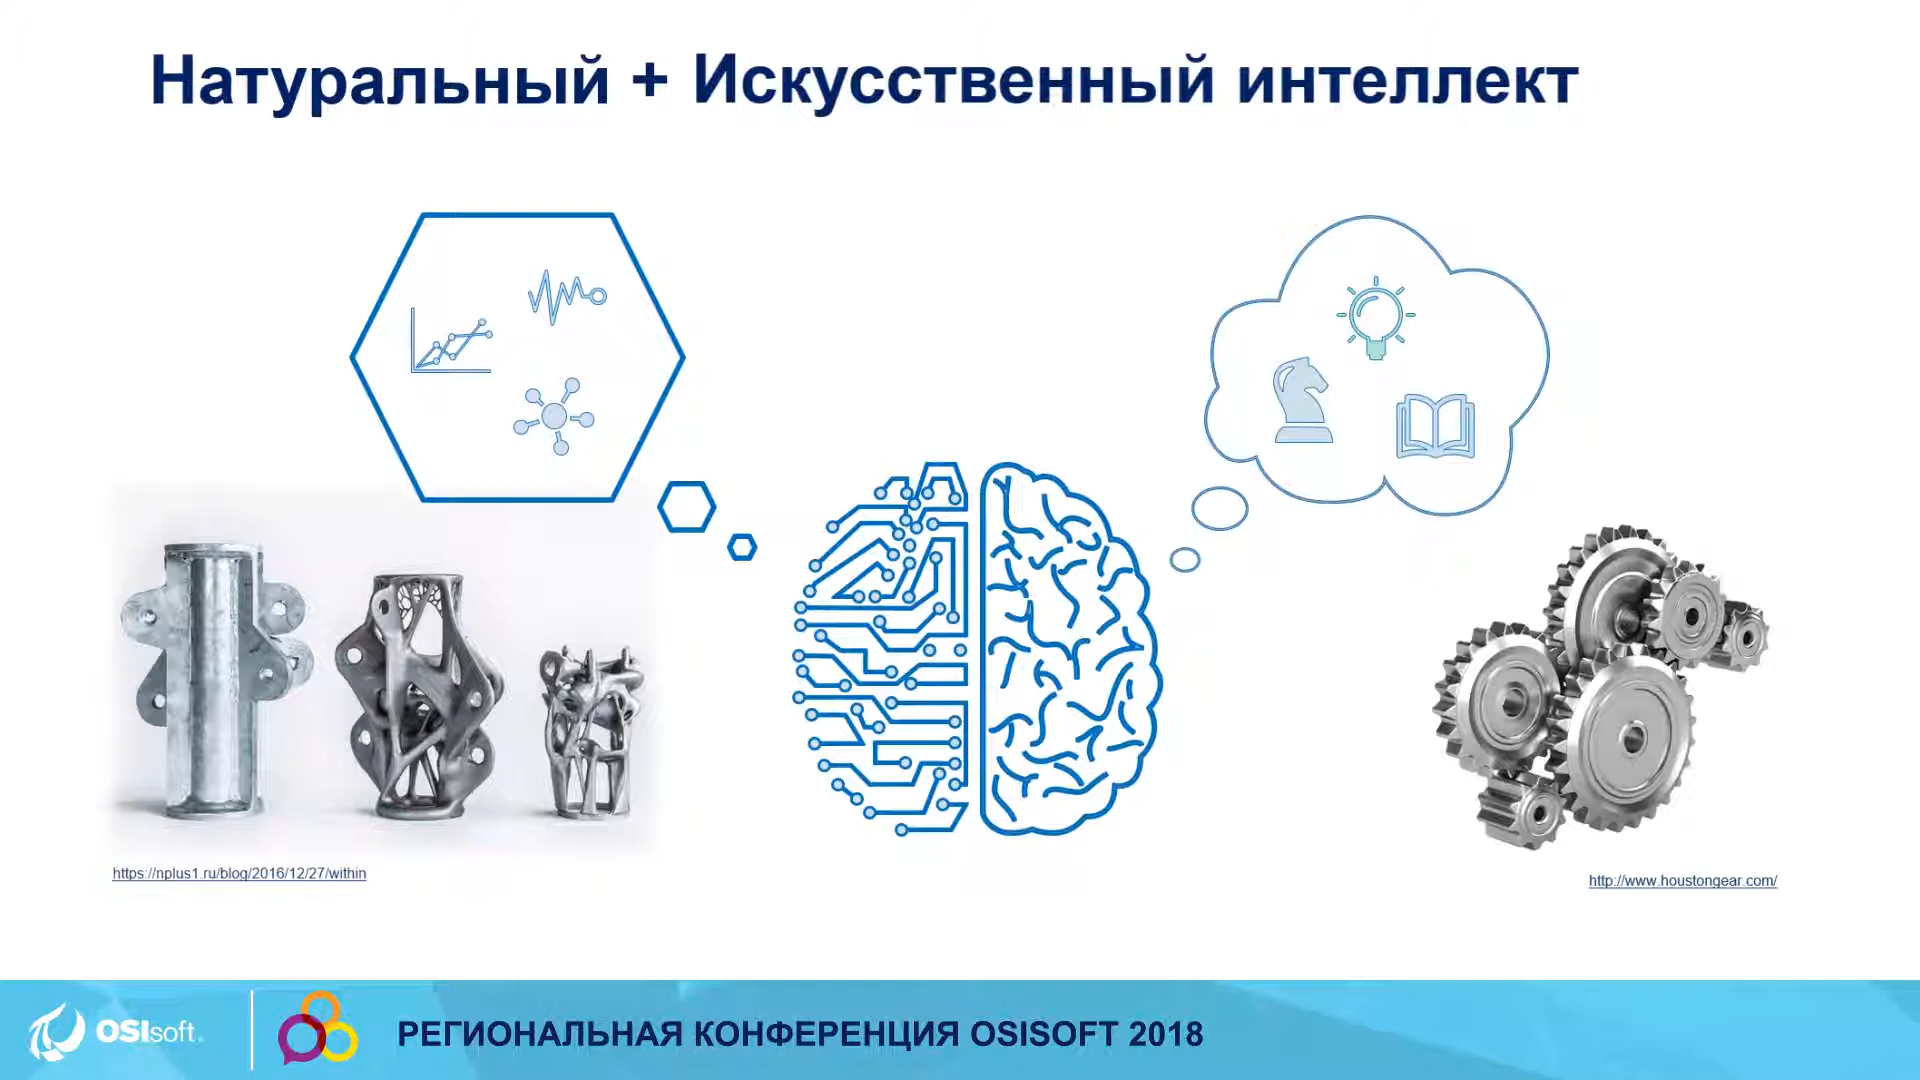 Натуральный + Искусственный интеллект
https://nplus1.ru/blog/2016/12/27/within
http://www.houstongear.com/
OSIsoft.
РЕГИОНАЛЬНАЯ КОНФЕРЕНЦИЯ OSISOFT 2018